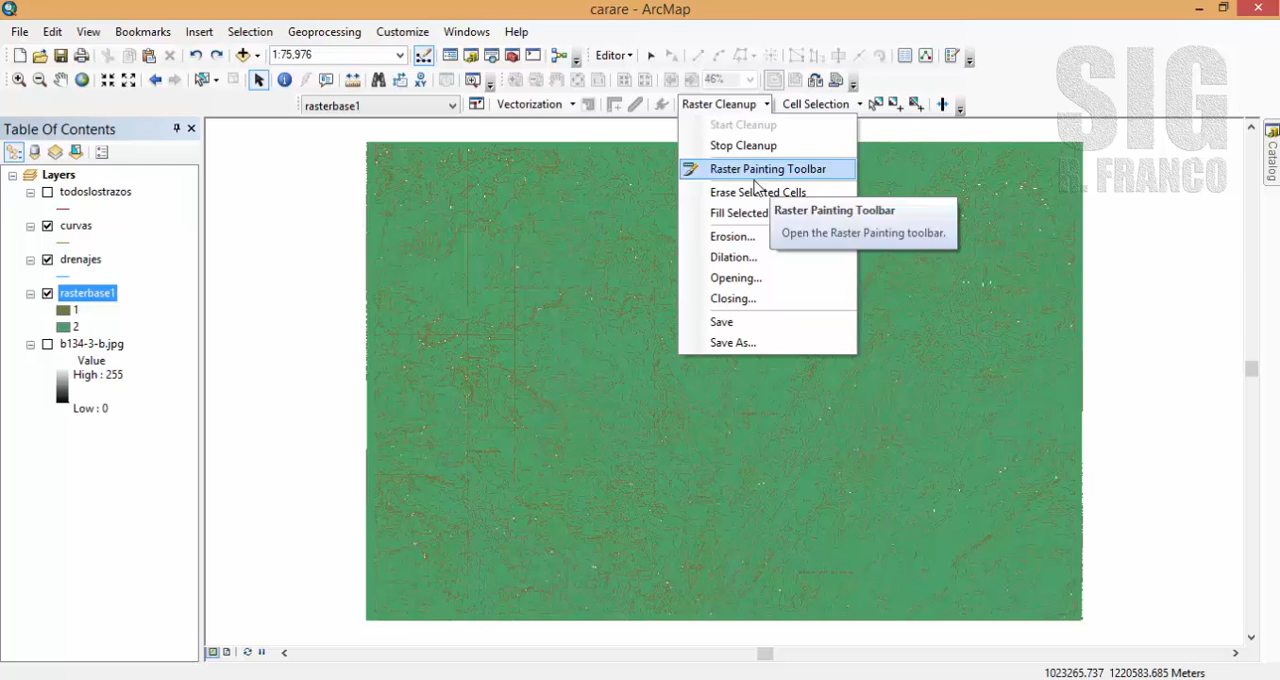 carare - ArcMap
File Edit View Bookmarks Insert Selection Geoprocessing Customize Windows Help
1:75,976 Editor
46%
rasterbase1 Vectorization Raster Cleanup Cell Selection
SIG
H. FRANCO
Start Cleanup
Stop Cleanup
Raster Painting Toolbar
Erase Selected Cells
Fill Selected
Erosion...
Dilation...
Opening...
Closing...
Save
Save As...
Raster Painting Toolbar
Open the Raster Painting toolbar.
Catalog
Table Of Contents
Layers
todoslostrazos
curvas
drenajes
rasterbase1
1
2
b134-3-b.jpg
Value
High : 255
Low : 0
1023265.737 1220583.685 Meters